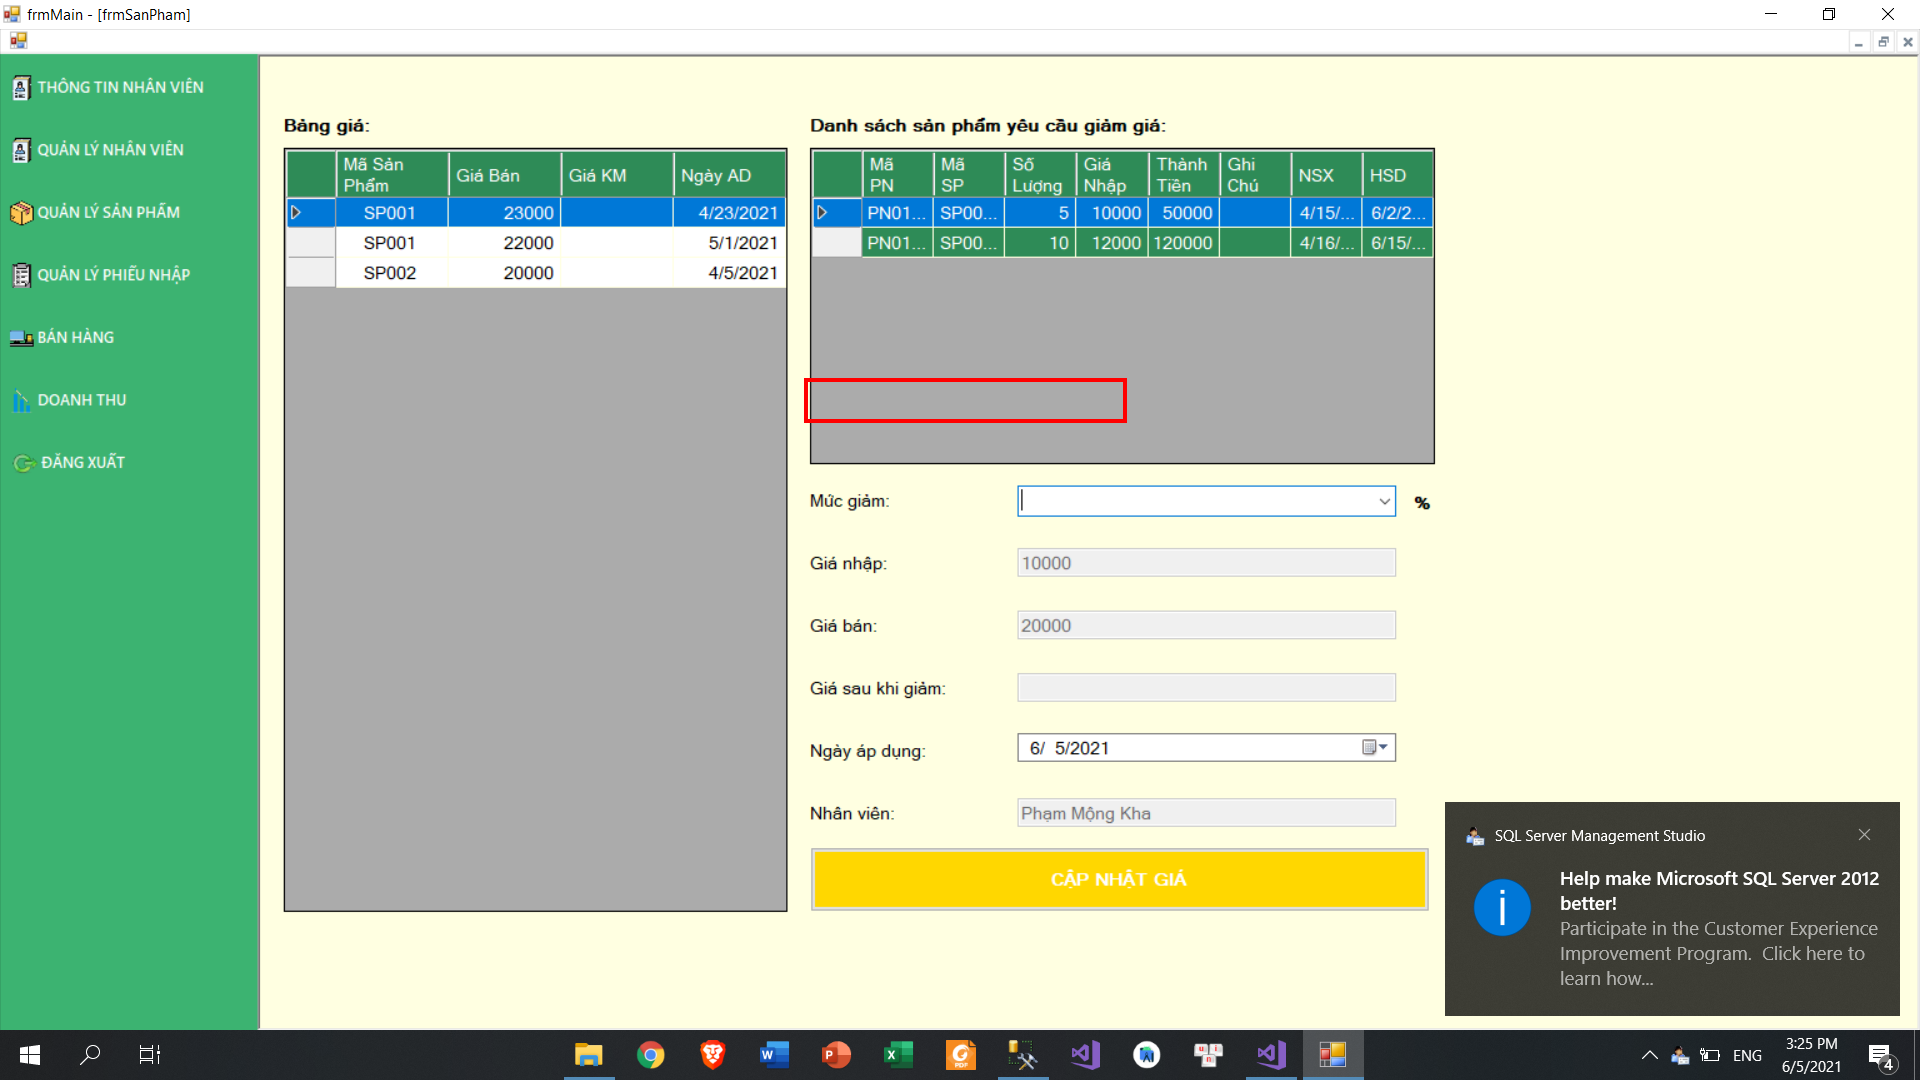 frmMain - [frmSanPham]
THÔNG TIN NHÂN VIÊN
QUẢN LÝ NHÂN VIÊN
QUẢN LÝ SẢN PHẨM
QUẢN LÝ PHIẾU NHẬP
BÁN HÀNG
DOANH THU
ĐĂNG XUẤT
Bảng giá:
Mã Sản Phẩm Giá Bán Giá KM Ngày AD
SP001 23000 4/23/2021
SP001 22000 5/1/2021
SP002 20000 4/5/2021
Danh sách sản phẩm yêu cầu giảm giá:
Mã PN Mã SP Số Lượng Giá Nhập Thành Tiền Ghi Chú NSX HSD
PN01... SP00... 5 10000 50000 4/15/... 6/2/2...
PN01... SP00... 10 12000 120000 4/16/... 6/15/...
Mức giảm: %
Giá nhập: 10000
Giá bán: 20000
Giá sau khi giảm:
Ngày áp dụng: 6/ 5/2021
Nhân viên: Phạm Mộng Kha
CẬP NHẬT GIÁ
SQL Server Management Studio
Help make Microsoft SQL Server 2012
better!
Participate in the Customer Experience
Improvement Program. Click here to
learn how...
ENG
3:25 PM
6/5/2021
4